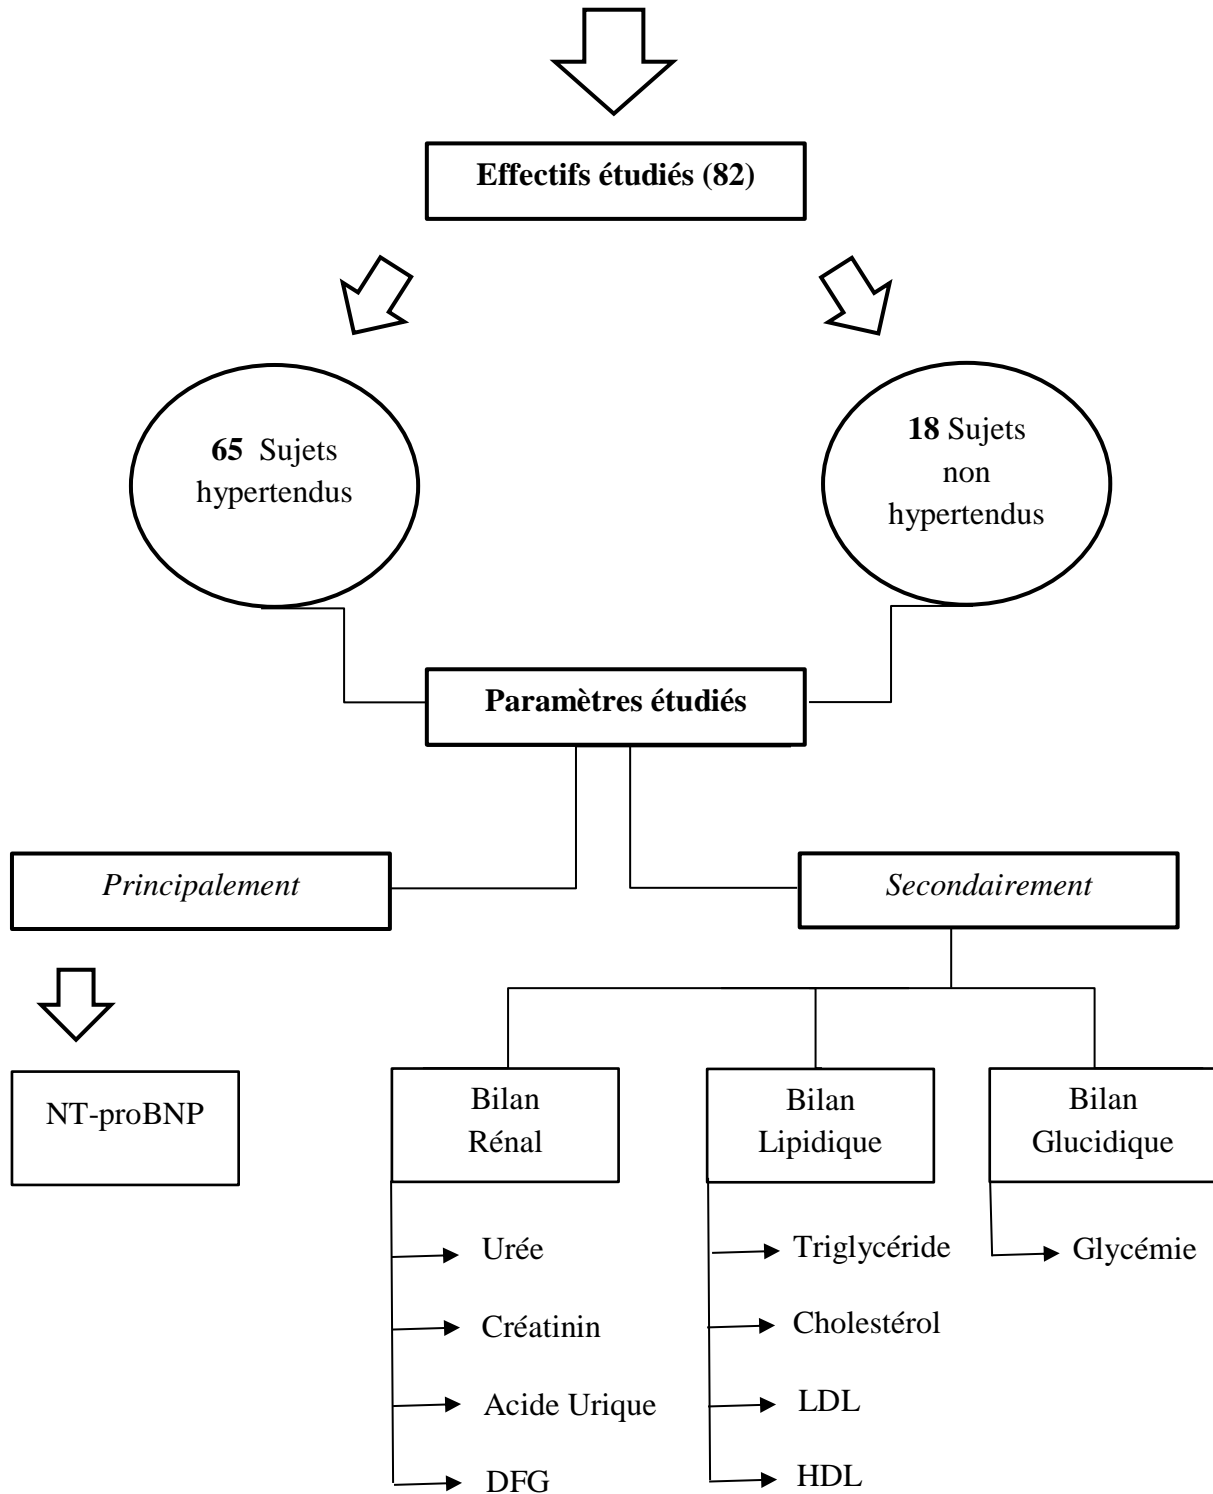 Effectifs étudiés (82)
65 Sujets
hypertendus
18 Sujets
non
hypertendus
Paramètres étudiés
Principalement
Secondairement
NT-proBNP
Bilan
Rénal
Bilan
Lipidique
Bilan
Glucidique
Urée
Créatinin
Acide Urique
DFG
Triglycéride
Cholestérol
LDL
HDL
Glycémie